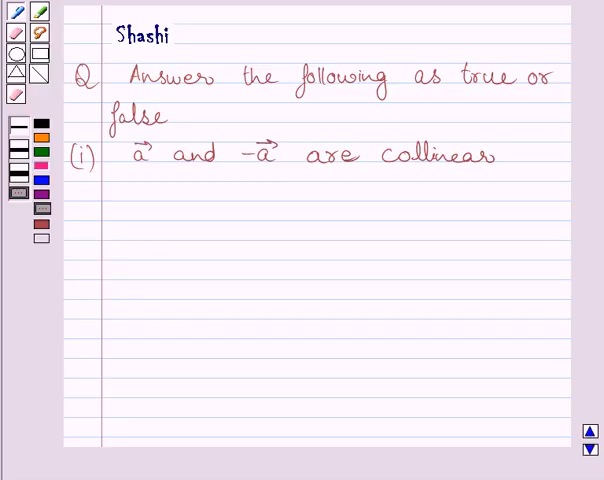 Shashi
Q Answer the following as true or
false
(i) a⃗ and -a⃗ are collinear